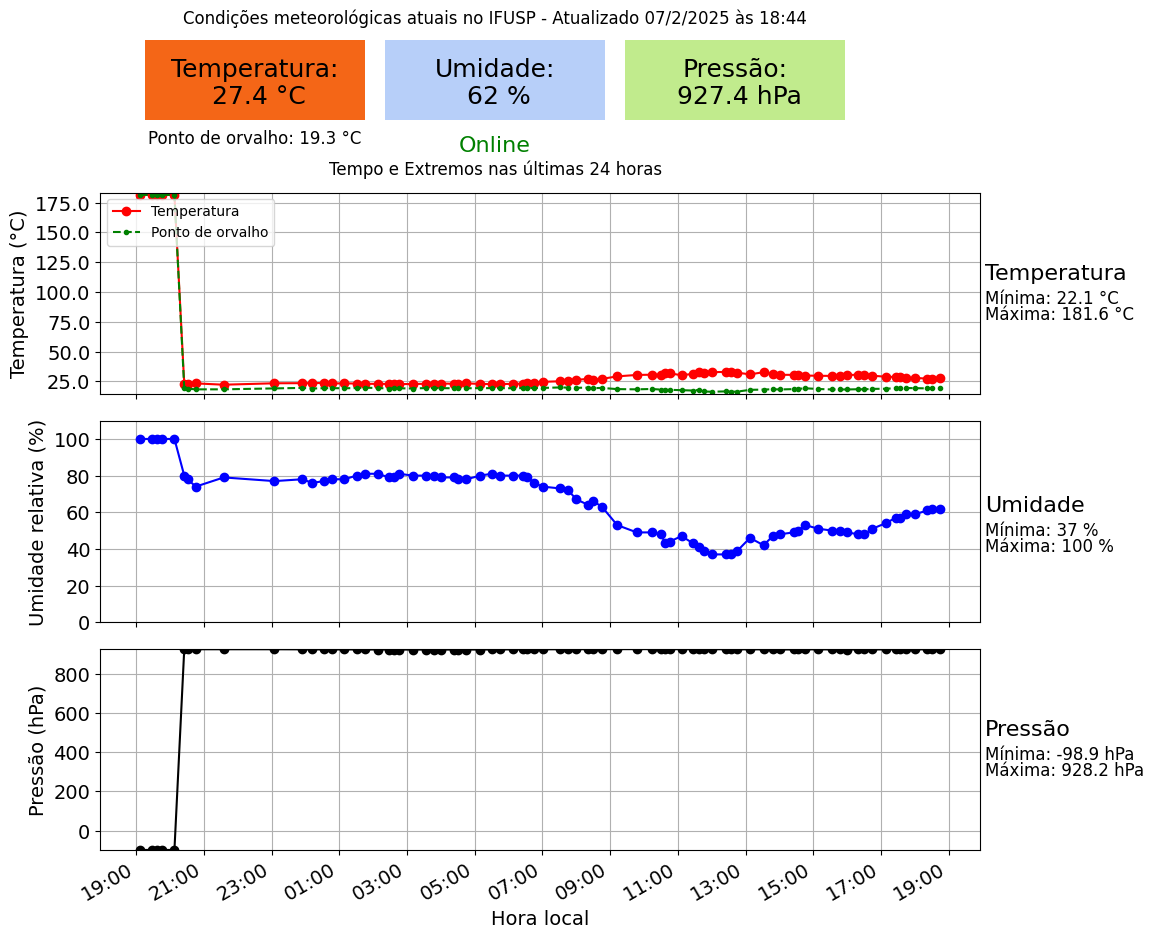 Condições meteorológicas atuais no IFUSP - Atualizado 07/2/2025 às 18:44
Temperatura:
27.4 °C
Umidade:
62 %
Pressão:
927.4 hPa
Ponto de orvalho: 19.3 °C
Online
Tempo e Extremos nas últimas 24 horas
Temperatura (°C)
175.0
150.0
125.0
100.0
75.0
50.0
25.0
Temperatura
Ponto de orvalho
Temperatura
Mínima: 22.1 °C
Máxima: 181.6 °C
Umidade relativa (%)
100
80
60
40
20
0
Umidade
Mínima: 37 %
Máxima: 100 %
Pressão (hPa)
800
600
400
200
0
Pressão
Mínima: -98.9 hPa
Máxima: 928.2 hPa
19:00
21:00
23:00
01:00
03:00
05:00
07:00
09:00
11:00
13:00
15:00
17:00
19:00
Hora local